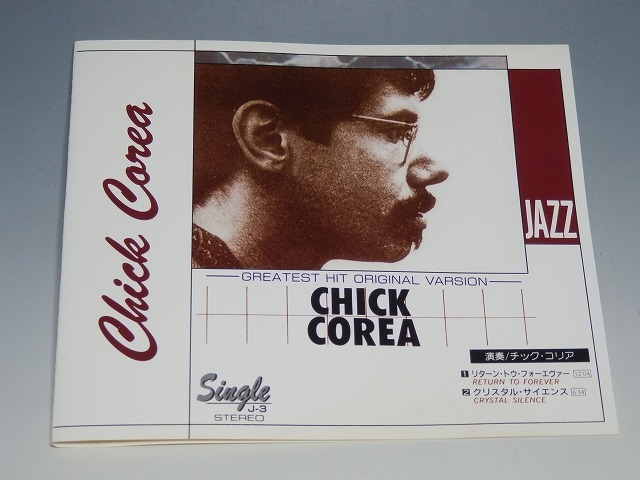 Chick Corea
JAZZ
GREATEST HIT ORIGINAL VARSION
CHICK
COREA
演奏/チック・コリア
1 リターン・トゥ・フォーエヴァー 12:04
RETURN TO FOREVER
2 クリスタル・サイエンス 6:54
CRYSTAL SILENCE
Single
J-3
STEREO